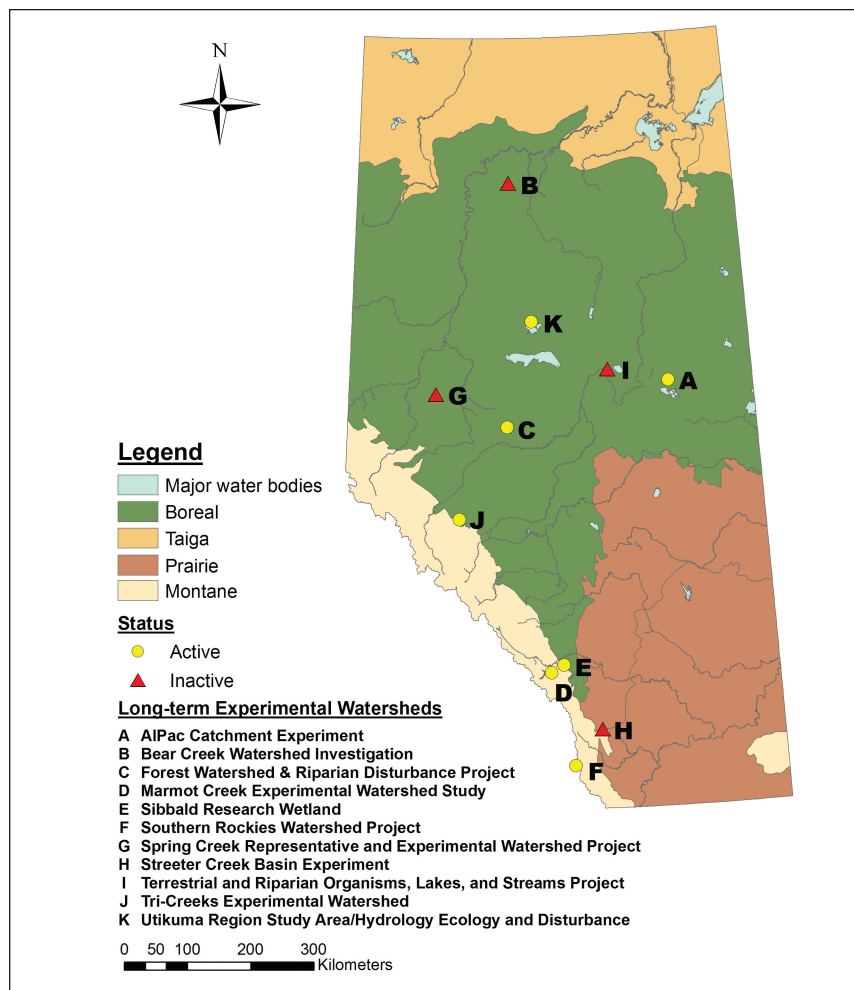 N
B
K
I
A
G
C
J
E
D
H
F
Legend
Major water bodies
Boreal
Taiga
Prairie
Montane
Status
Active
Inactive
Long-term Experimental Watersheds
A AlPac Catchment Experiment
B Bear Creek Watershed Investigation
C Forest Watershed & Riparian Disturbance Project
D Marmot Creek Experimental Watershed Study
E Sibbald Research Wetland
F Southern Rockies Watershed Project
G Spring Creek Representative and Experimental Watershed Project
H Streeter Creek Basin Experiment
I Terrestrial and Riparian Organisms, Lakes, and Streams Project
J Tri-Creeks Experimental Watershed
K Utikuma Region Study Area/Hydrology Ecology and Disturbance
0 50 100 200 300
Kilometers